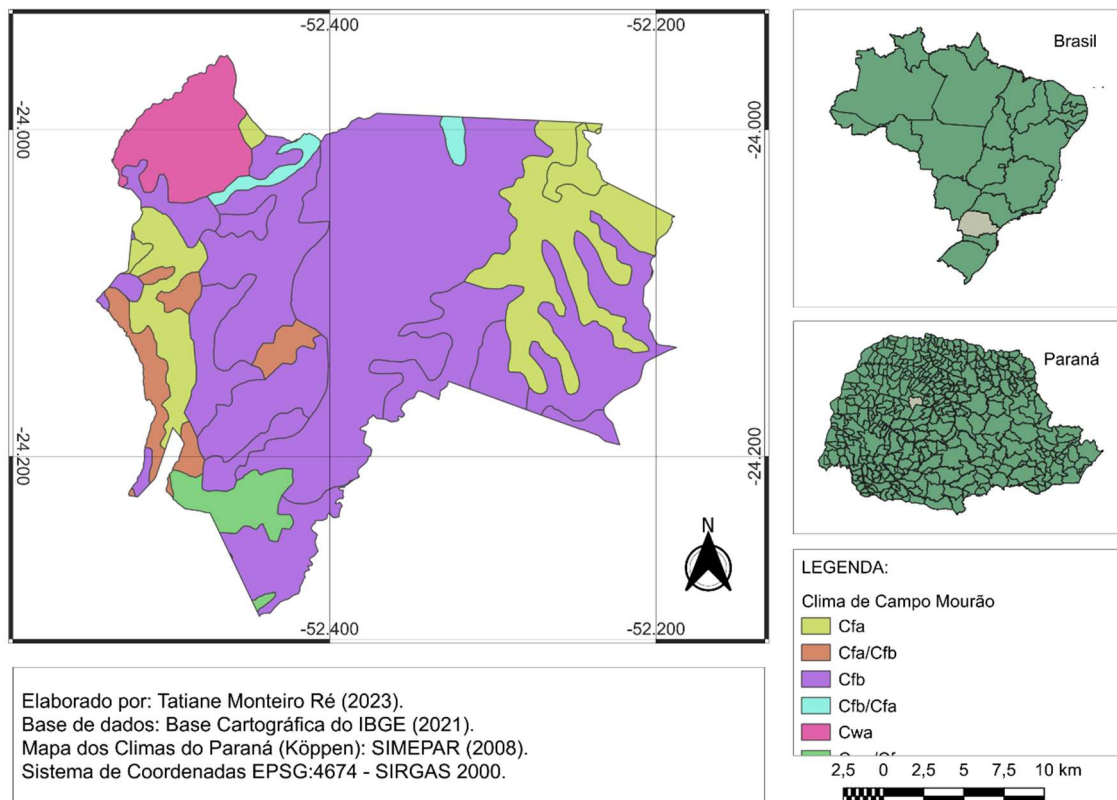 -52.400
-52.200
-24.000
-24.000
-24.200
-24.200
N
-52.400
-52.200
Brasil
Paraná
LEGENDA:
Clima de Campo Mourão
Cfa
Cfa/Cfb
Cfb
Cfb/Cfa
Cwa
2,5 0 2,5 5 7,5 10 km
Elaborado por: Tatiane Monteiro Ré (2023).
Base de dados: Base Cartográfica do IBGE (2021).
Mapa dos Climas do Paraná (Köppen): SIMEPAR (2008).
Sistema de Coordenadas EPSG:4674 - SIRGAS 2000.